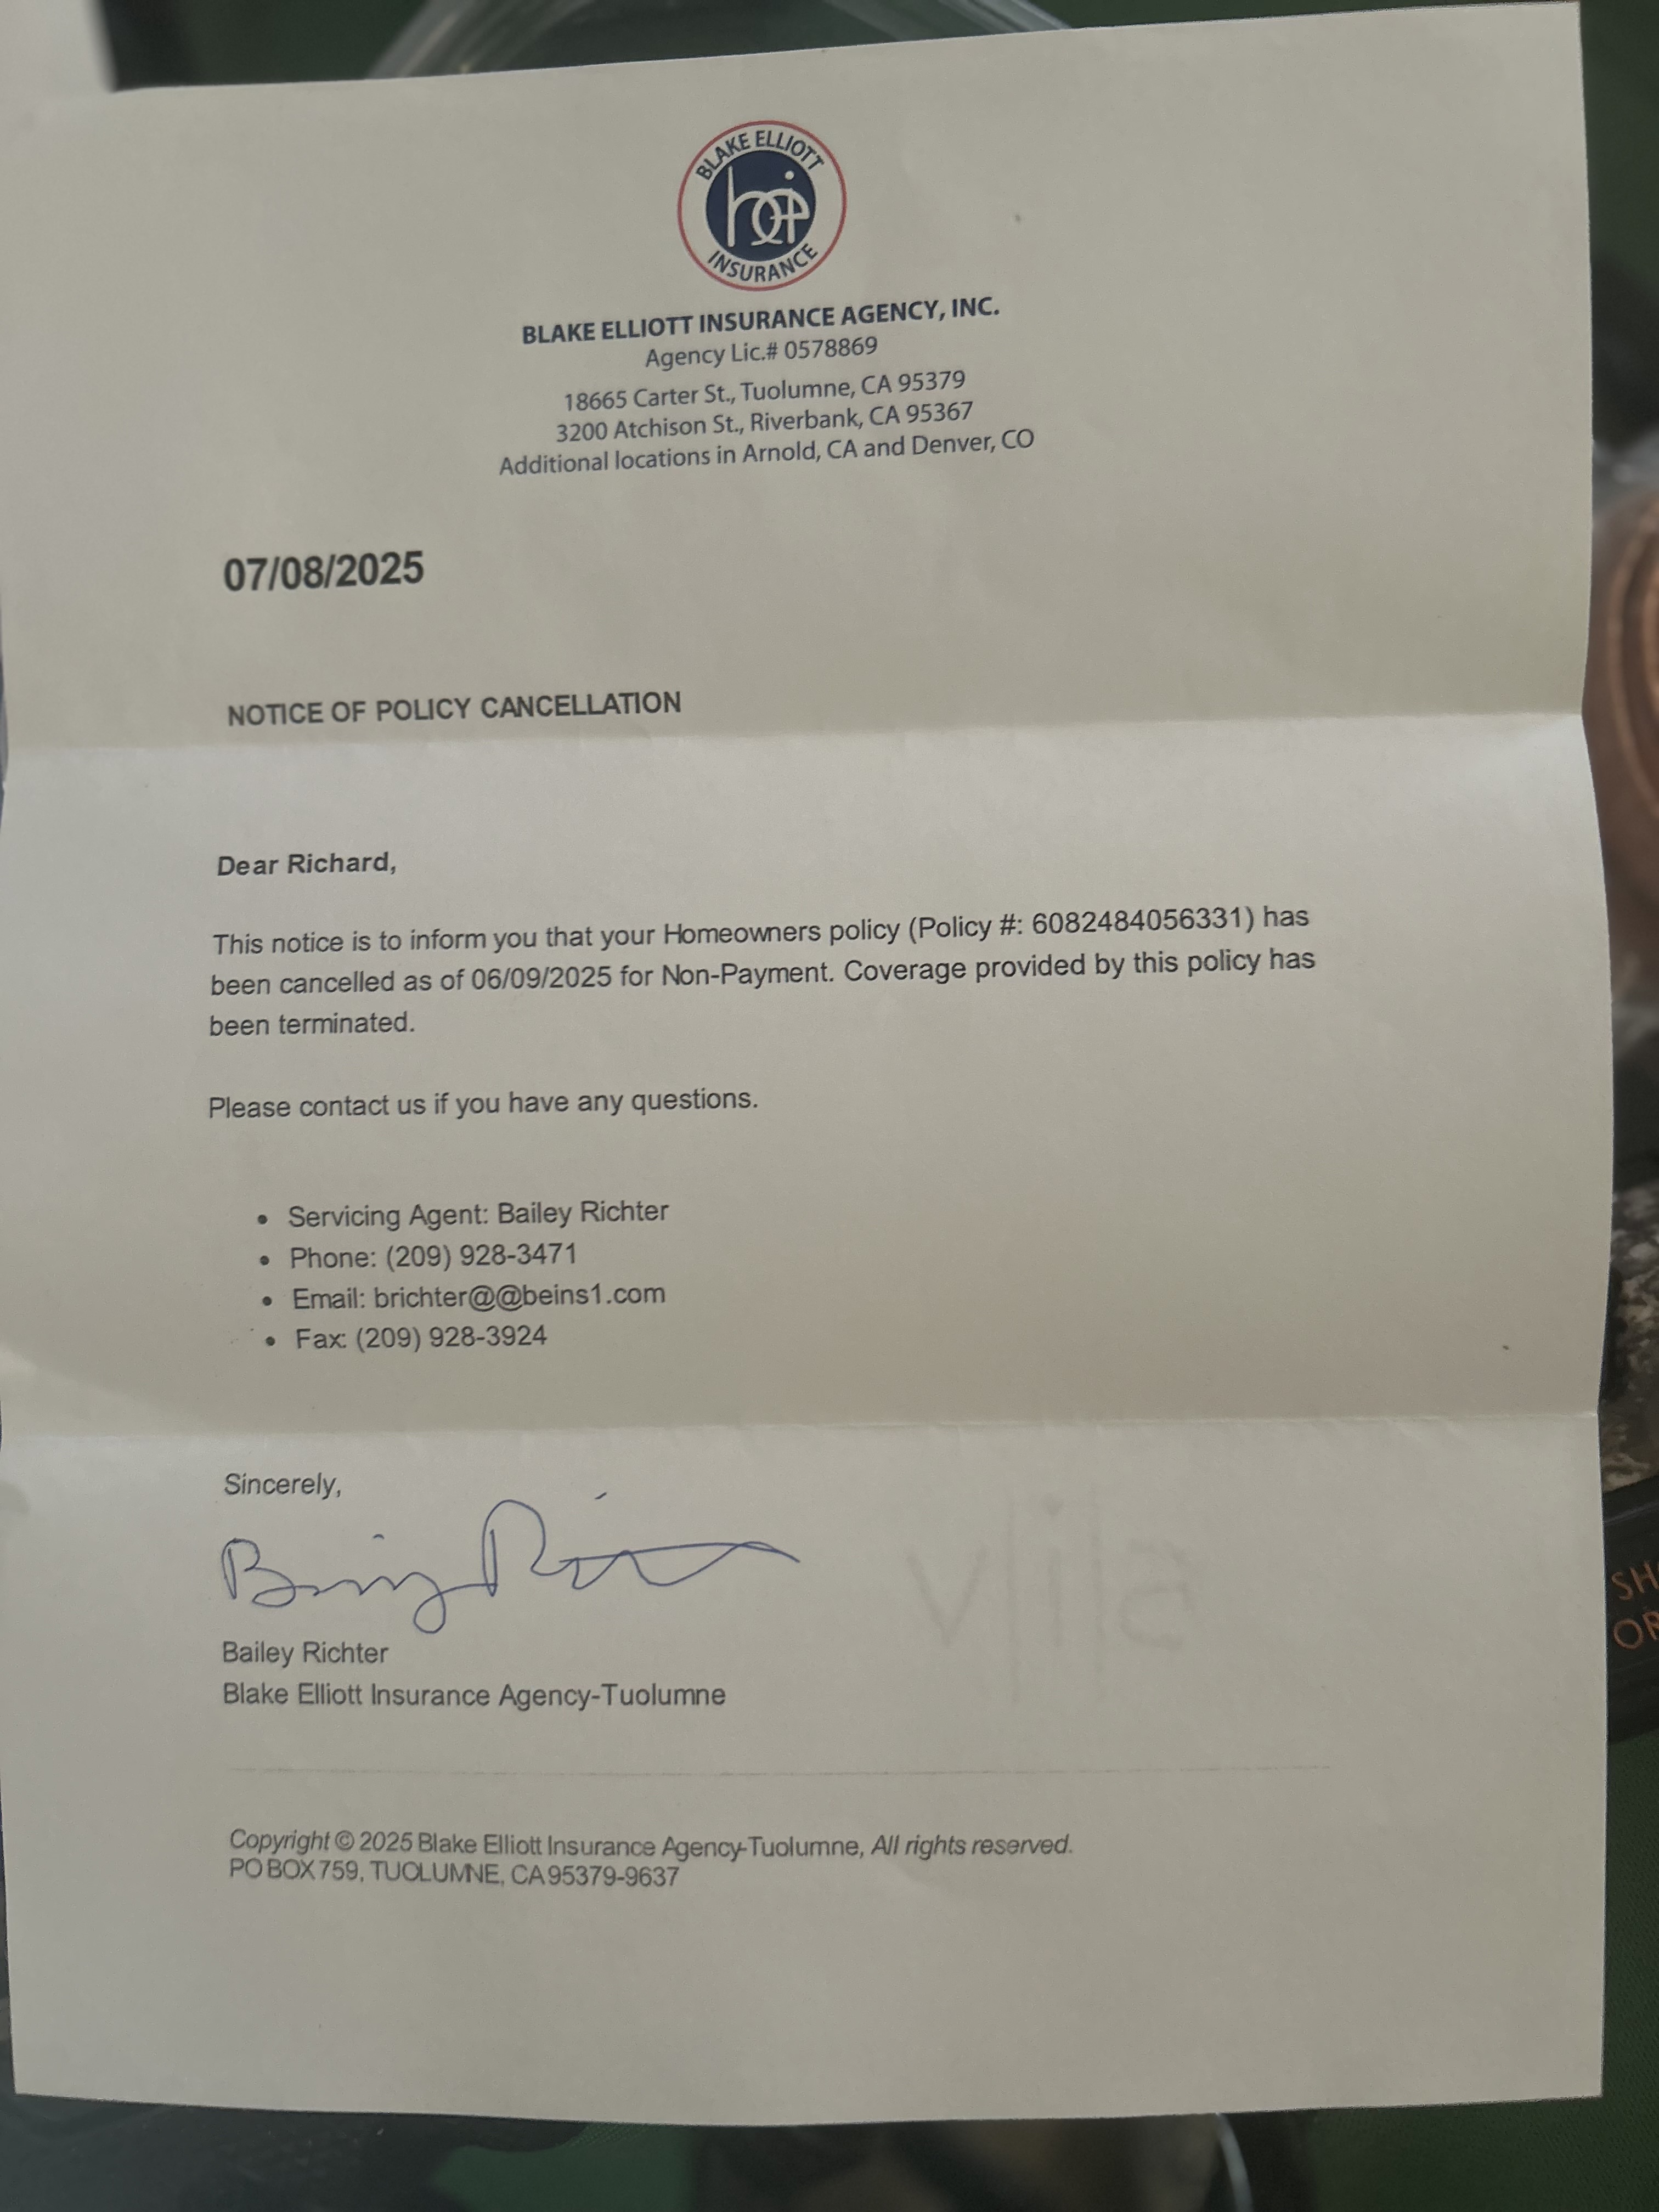 BLAKE ELLIOTT
bei
INSURANCE
BLAKE ELLIOTT INSURANCE AGENCY, INC.
Agency Lic.# 0578869
18665 Carter St., Tuolumne, CA 95379
3200 Atchison St., Riverbank, CA 95367
Additional locations in Arnold, CA and Denver, CO
07/08/2025
NOTICE OF POLICY CANCELLATION
Dear Richard,
This notice is to inform you that your Homeowners policy (Policy #: 6082484056331) has
been cancelled as of 06/09/2025 for Non-Payment. Coverage provided by this policy has
been terminated.
Please contact us if you have any questions.
• Servicing Agent: Bailey Richter
• Phone: (209) 928-3471
• Email: brichter@@beins1.com
• Fax: (209) 928-3924
Sincerely,
Bailey Richter
Bailey Richter
Blake Elliott Insurance Agency-Tuolumne
Copyright © 2025 Blake Elliott Insurance Agency-Tuolumne, All rights reserved.
PO BOX 759, TUOLUMNE, CA 95379-9637
SH
OR